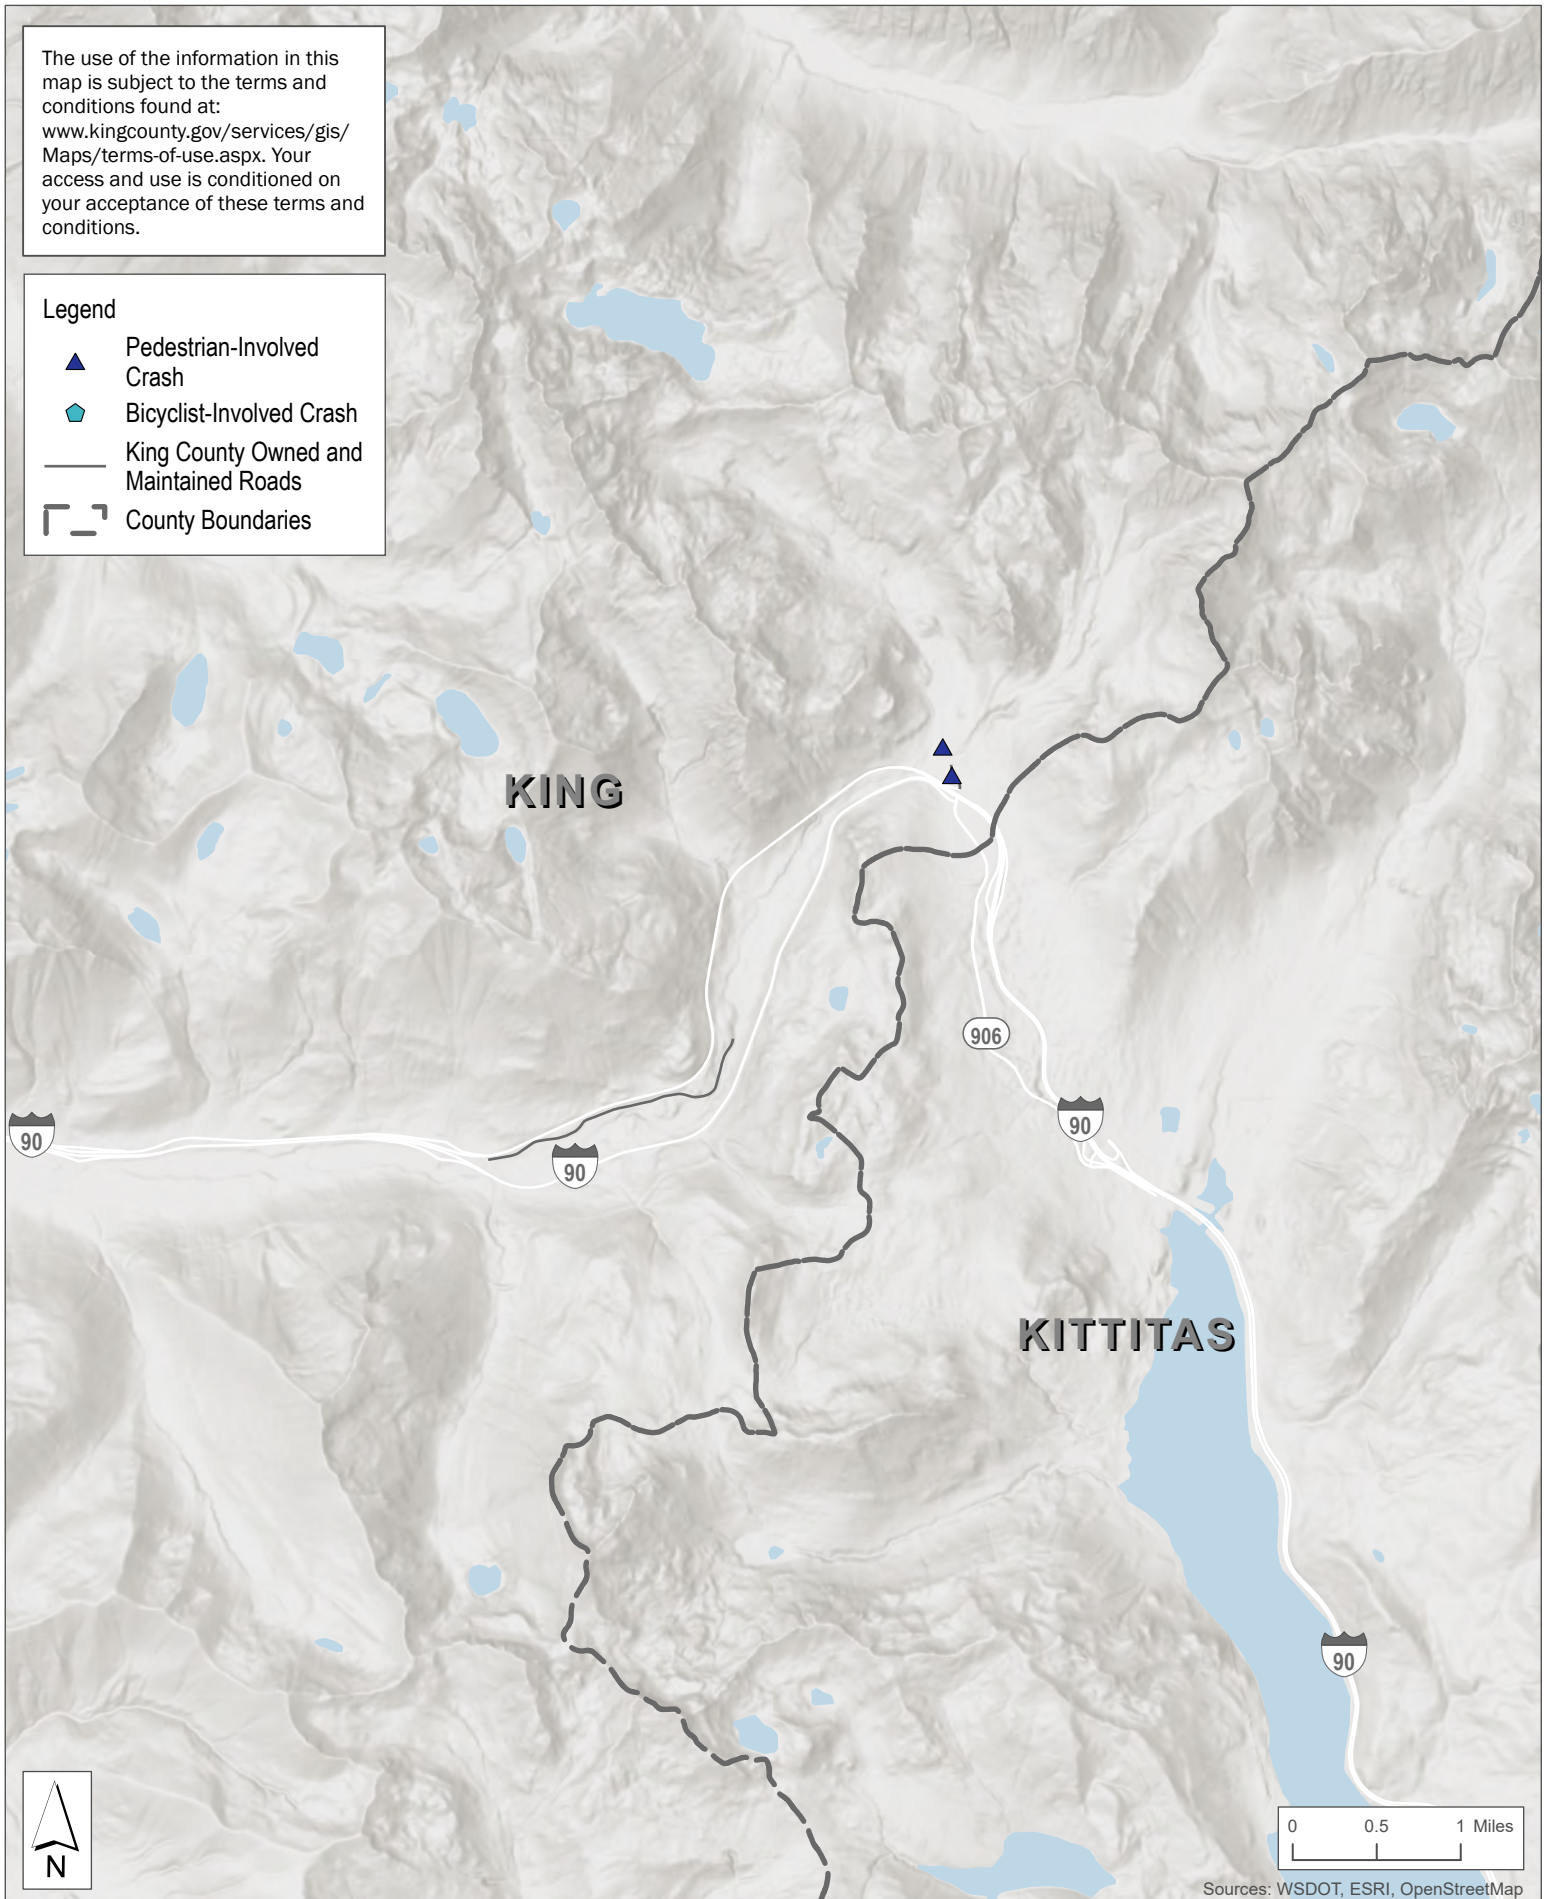 The use of the information in this
map is subject to the terms and
conditions found at:
www.kingcounty.gov/services/gis/
Maps/terms-of-use.aspx. Your
access and use is conditioned on
your acceptance of these terms and
conditions.
Legend
Pedestrian-Involved
Crash
Bicyclist-Involved Crash
King County Owned and
Maintained Roads
County Boundaries
KING
906
90
90
90
KITTITAS
90
N
0 0.5 1 Miles
Sources: WSDOT, ESRI, OpenStreetMap